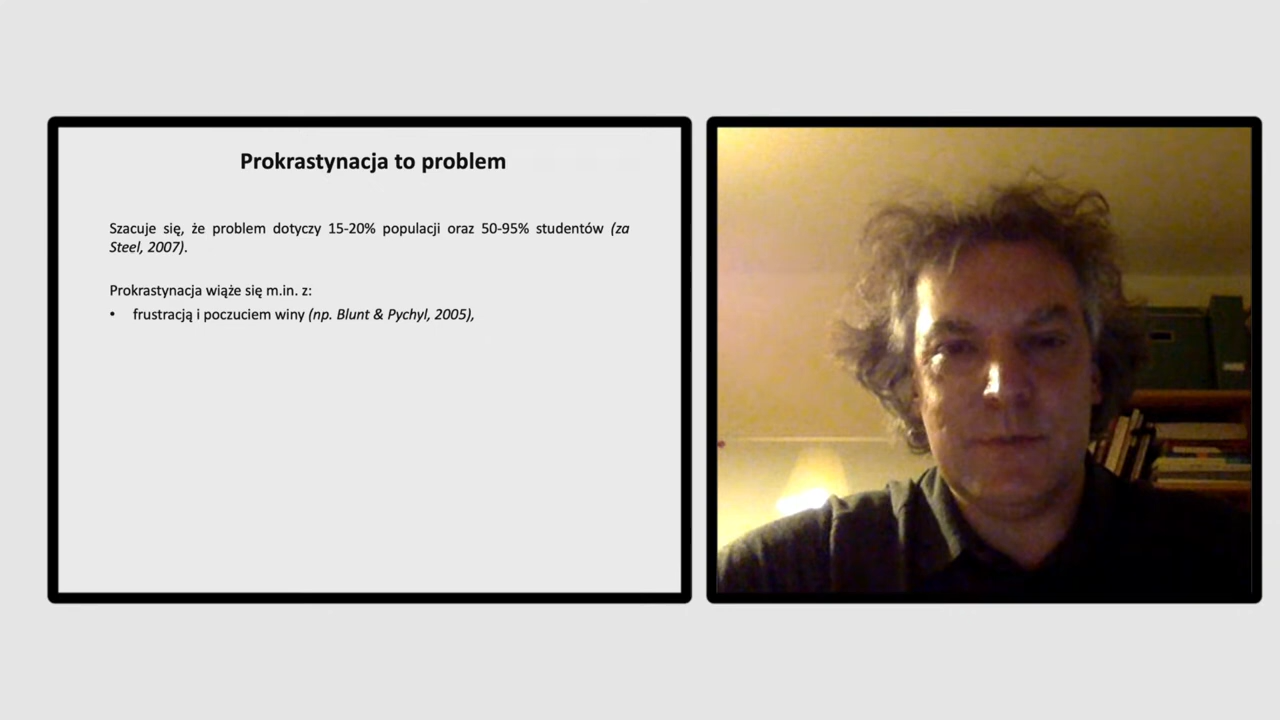 Prokrastynacja to problem
Szacuje się, że problem dotyczy 15-20% populacji oraz 50-95% studentów (za
Steel, 2007).
Prokrastynacja wiąże się m.in. z:
• frustracją i poczuciem winy (np. Blunt & Pychyl, 2005),